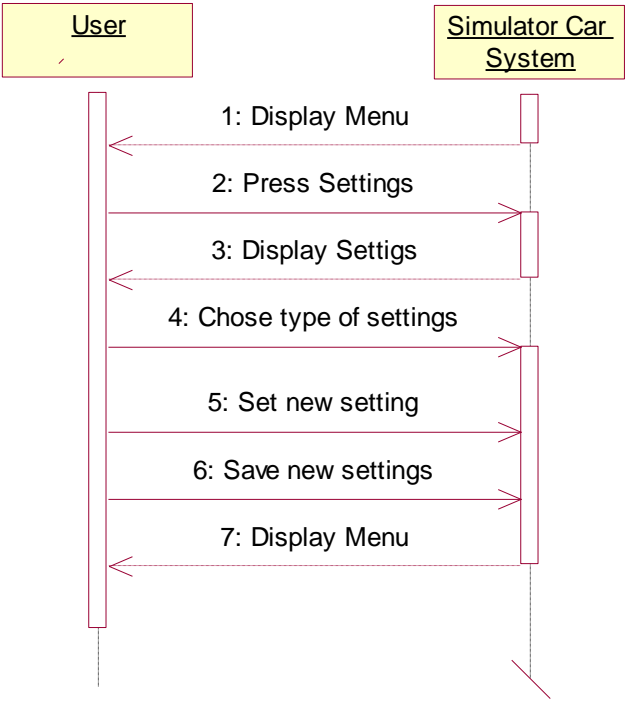 User
Simulator Car
System
1: Display Menu
2: Press Settings
3: Display Settigs
4: Chose type of settings
5: Set new setting
6: Save new settings
7: Display Menu